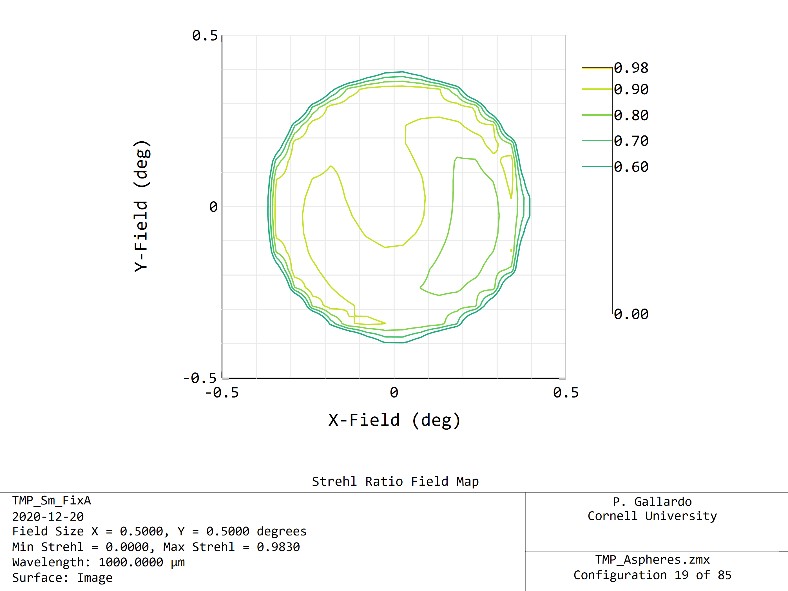 0.5
0
-0.5
-0.5
0
0.5
Y-Field (deg)
X-Field (deg)
0.98
0.90
0.80
0.70
0.60
0.00
Strehl Ratio Field Map
TMP_Sm_FixA
2020-12-20
Field Size X = 0.5000, Y = 0.5000 degrees
Min Strehl = 0.0000, Max Strehl = 0.9830
Wavelength: 1000.0000 μm
Surface: Image
P. Gallardo
Cornell University
TMP_Aspheres.zmx
Configuration 19 of 85